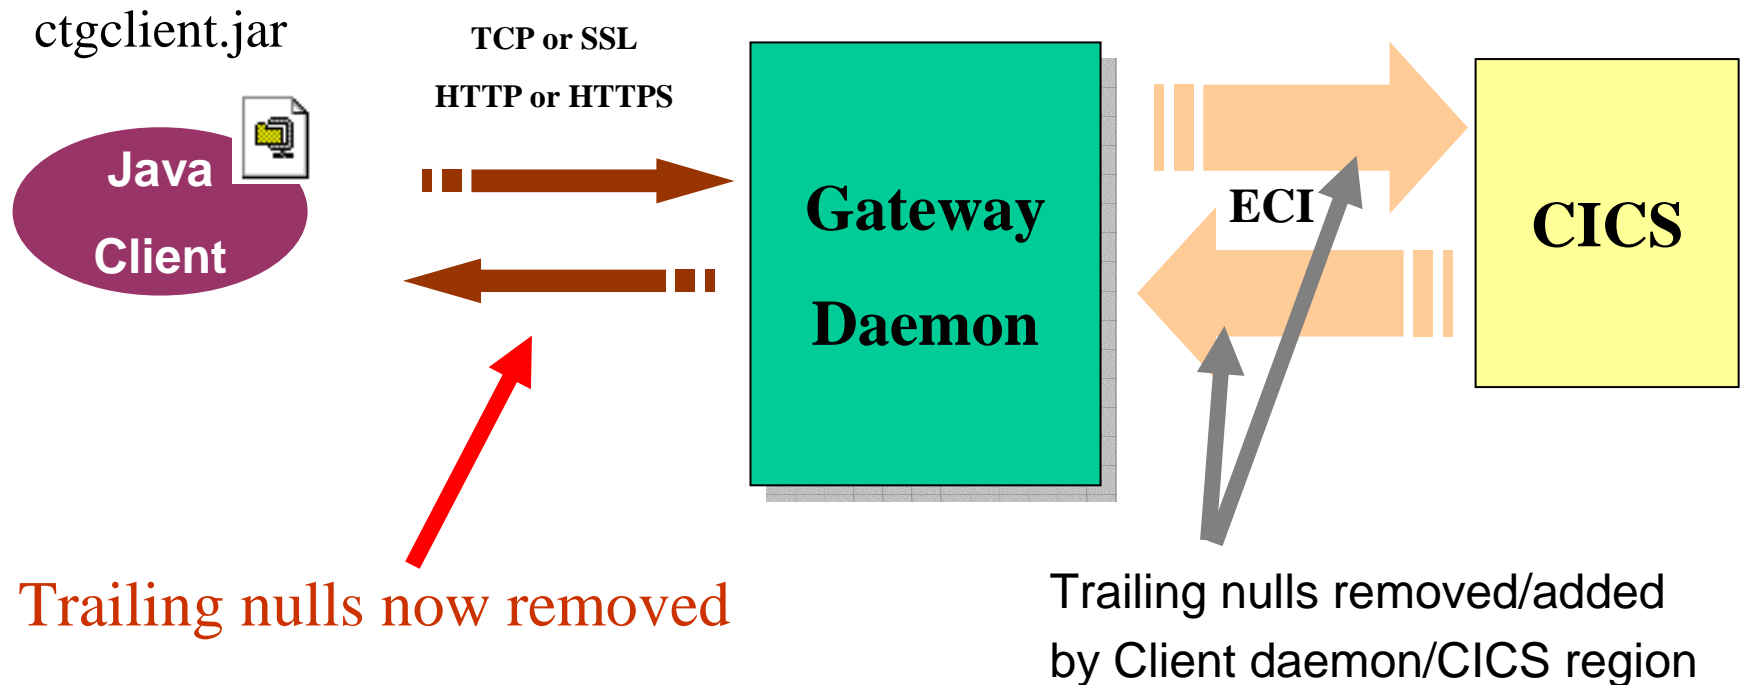 ctgclient.jar
TCP or SSL
HTTP or HTTPS
Java
Client
Gateway
Daemon
ECI
CICS
Trailing nulls now removed
Trailing nulls removed/added
by Client daemon/CICS region